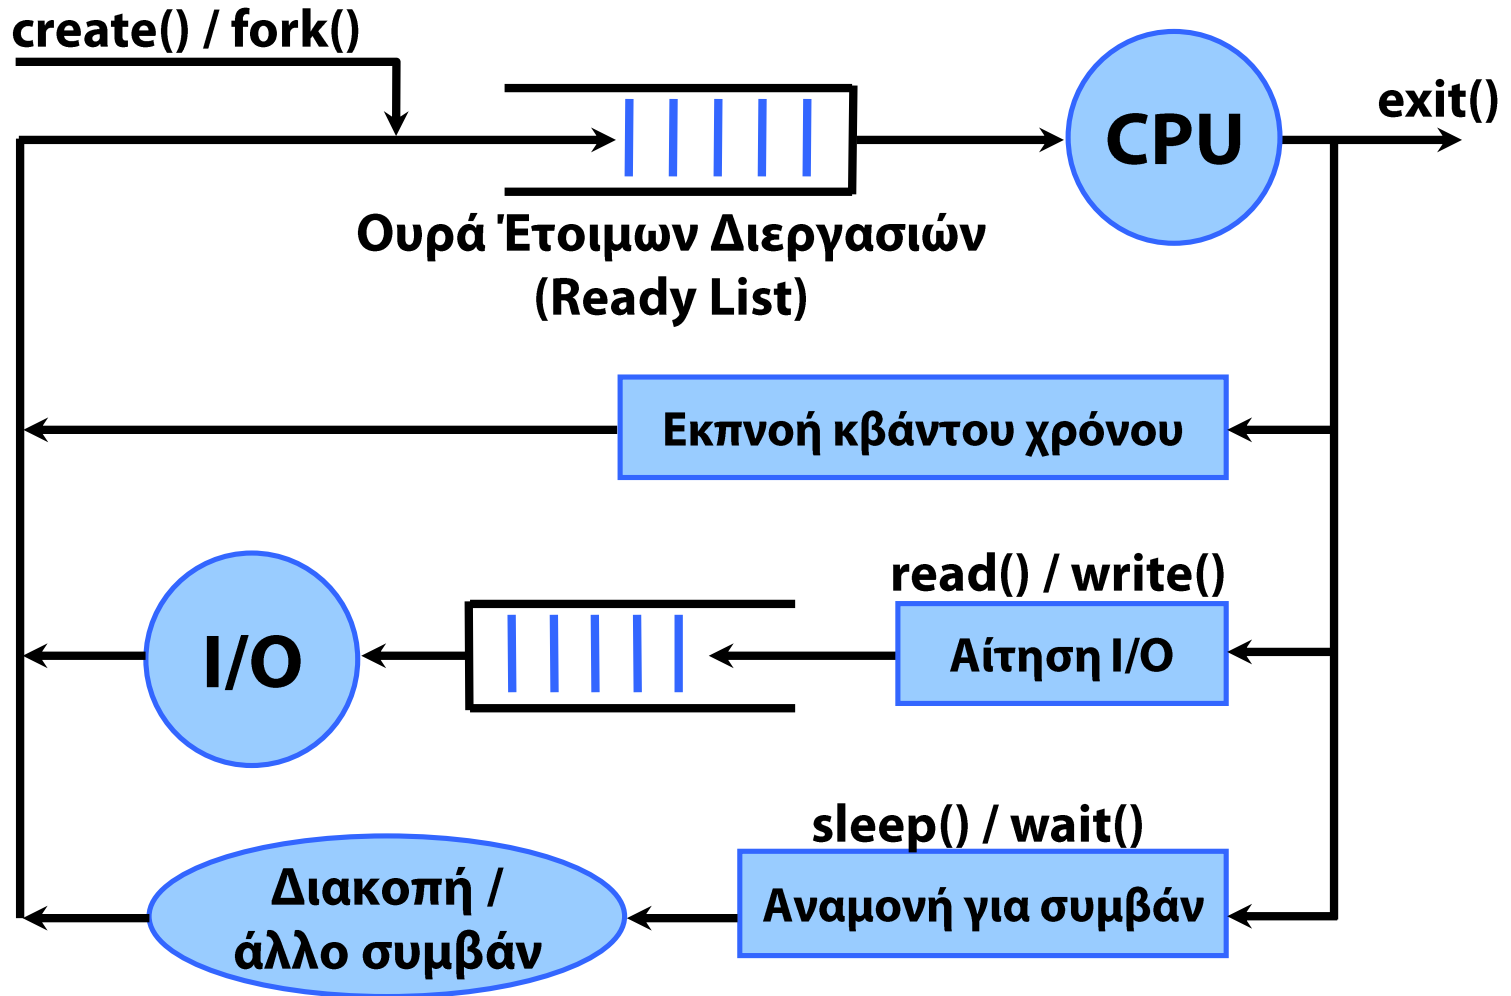 create() / fork()
exit()
CPU
Ουρά Έτοιμων Διεργασιών
(Ready List)
Εκπνοή κβάντου χρόνου
read() / write()
I/O
Αίτηση I/O
sleep() / wait()
Διακοπή /
άλλο συμβάν
Αναμονή για συμβάν